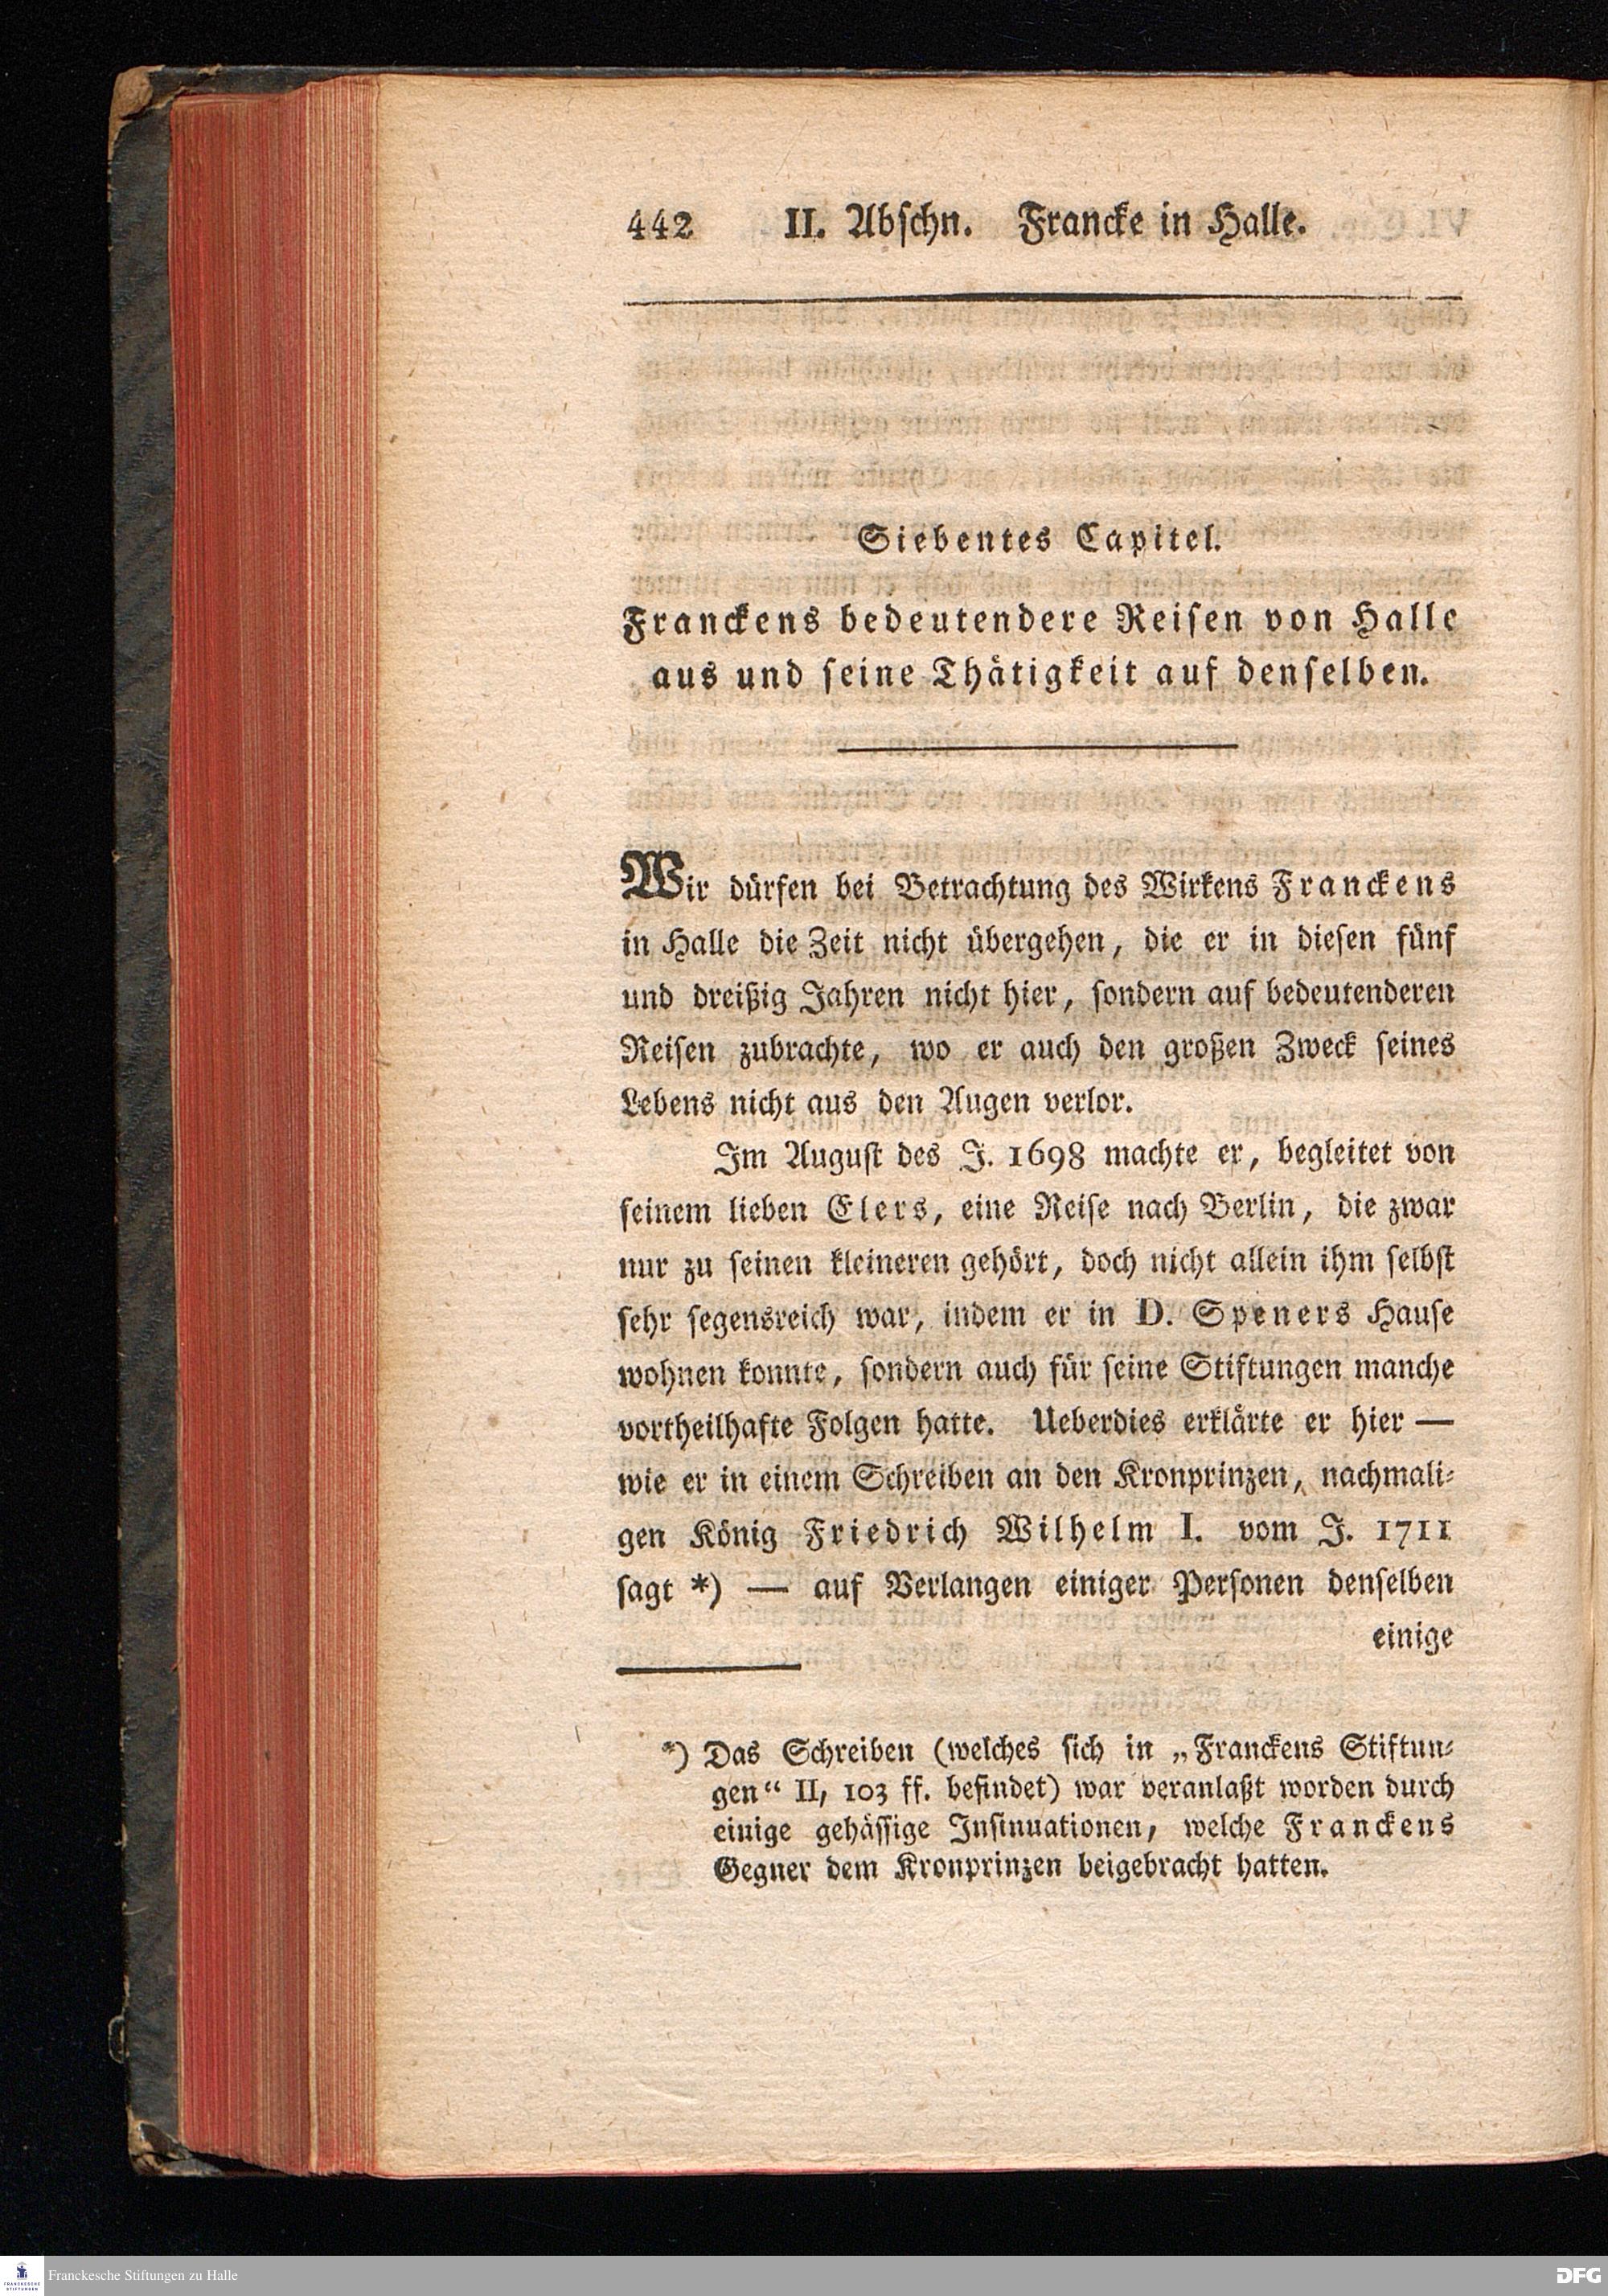 442 II. Abschn. Francke in Halle.
Siebentes Capitel.
Franckens bedeutendere Reisen von Halle
aus und seine Thätigkeit auf denselben.
Wir dürfen bei Betrachtung des Wirkens Franckens
in Halle die Zeit nicht übergehen, die er in diesen fünf
und dreißig Jahren nicht hier, sondern auf bedeutenderen
Reisen zubrachte, wo er auch den großen Zweck seines
Lebens nicht aus den Augen verlor.
Im August des J. 1698 machte er, begleitet von
seinem lieben Elers, eine Reise nach Berlin, die zwar
nur zu seinen kleineren gehört, doch nicht allein ihm selbst
sehr segensreich war, indem er in D. Speners Hause
wohnen konnte, sondern auch für seine Stiftungen manche
vortheilhafte Folgen hatte. Ueberdies erklärte er hier —
wie er in einem Schreiben an den Kronprinzen, nachmali-
gen König Friedrich Wilhelm I. vom J. 1711
sagt *) — auf Verlangen einiger Personen denselben
einige
*) Das Schreiben (welches sich in „Franckens Stiftun-
gen“ II, 103 ff. befindet) war veranlaßt worden durch
einige gehässige Insinuationen, welche Franckens
Gegner dem Kronprinzen beigebracht hatten.
FRANCKESCHE
STIFTUNGEN
Franckesche Stiftungen zu Halle
DFG